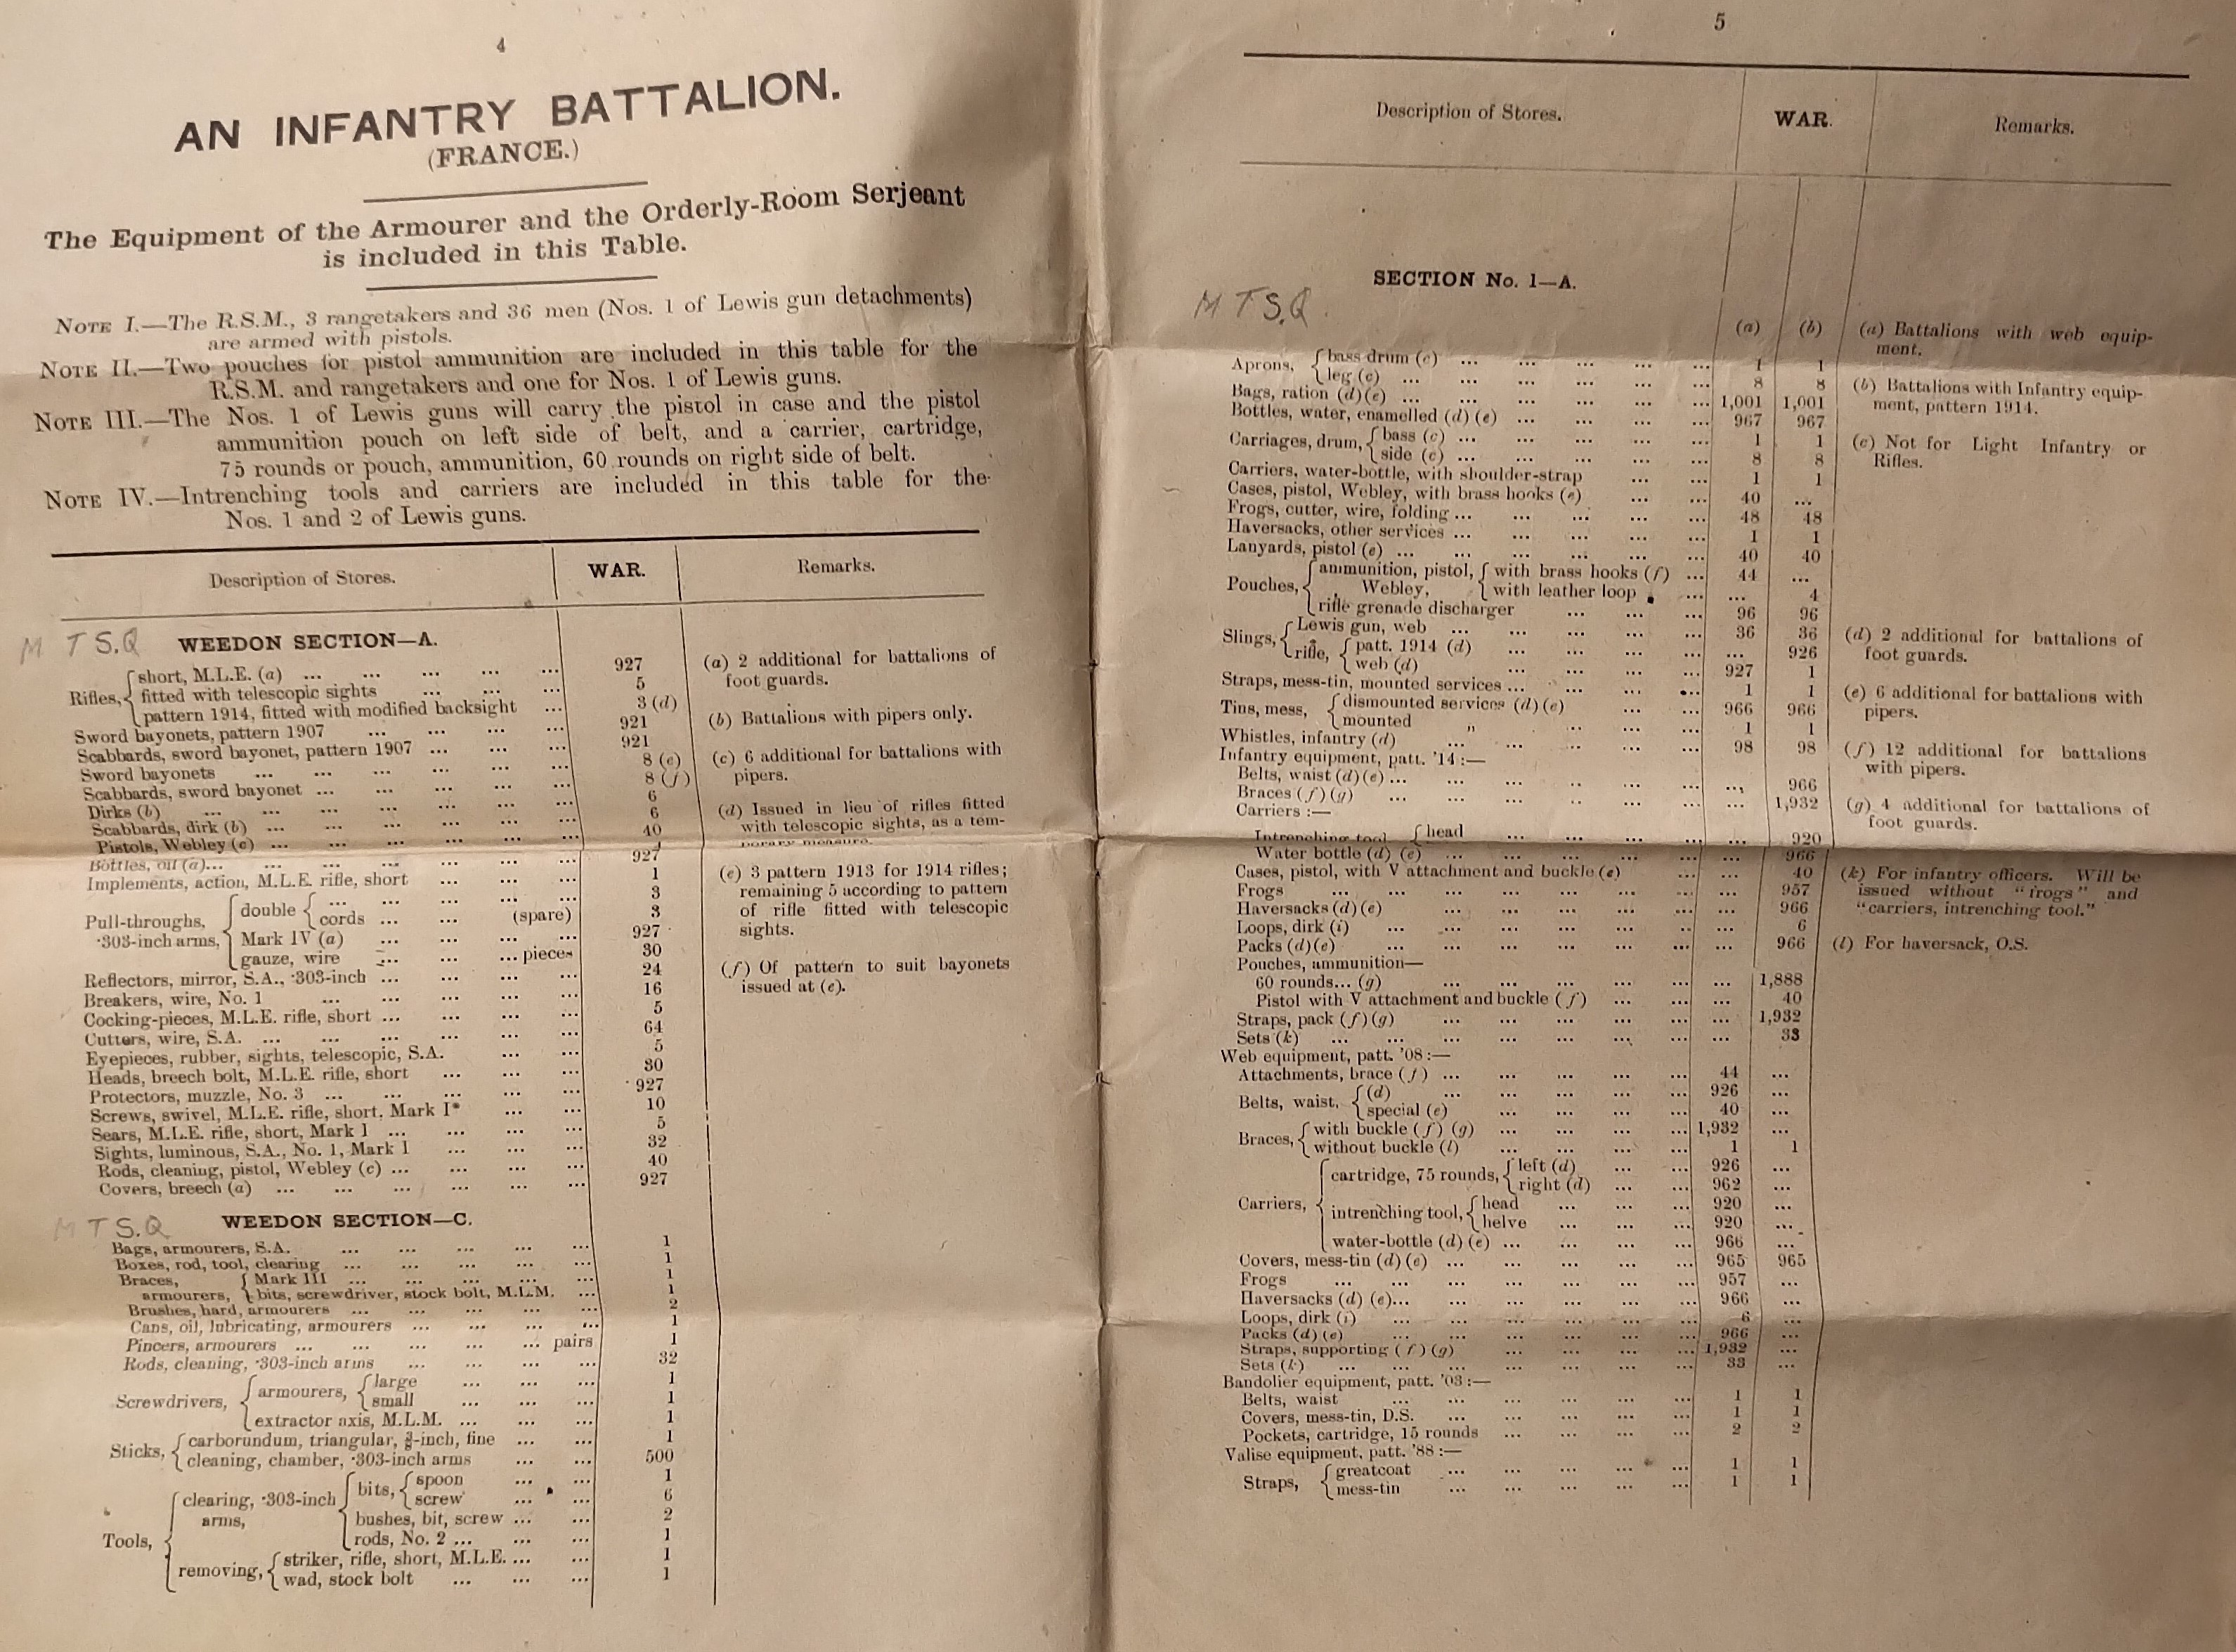 4
AN INFANTRY BATTALION.
(FRANCE.)
The Equipment of the Armourer and the Orderly-Room Serjeant
is included in this Table.
NOTE I.—The R.S.M., 3 rangetakers and 36 men (Nos. 1 of Lewis gun detachments)
are armed with pistols.
NOTE II.—Two pouches for pistol ammunition are included in this table for the
R.S.M. and rangetakers and one for Nos. 1 of Lewis guns.
NOTE III.—The Nos. 1 of Lewis guns will carry the pistol in case and the pistol
ammunition pouch on left side of belt, and a carrier, cartridge,
75 rounds or pouch, ammunition, 60 rounds on right side of belt.
NOTE IV.—Intrenching tools and carriers are included in this table for the
Nos. 1 and 2 of Lewis guns.
Description of Stores. WAR. Remarks.
M T S.Q WEEDON SECTION—A.
Rifles, short, M.L.E. (a) ... ... ... ... 927
fitted with telescopic sights ... ... ... 5
pattern 1914, fitted with modified backsight ... 3 (d)
Sword bayonets, pattern 1907 ... ... ... ... 921
Scabbards, sword bayonet, pattern 1907 ... ... ... 921
Sword bayonets ... ... ... ... ... ... 8 (e)
Scabbards, sword bayonet ... ... ... ... ... 8 (f)
Dirks (b) ... ... ... ... ... ... 6
Scabbards, dirk (b) ... ... ... ... ... ... 6
Pistols, Webley (c) ... ... ... ... ... ... 40
Bottles, oil (a)... ... ... ... ... ... 927
Implements, action, M.L.E. rifle, short ... ... ... 1
Pull-throughs, ·303-inch arms, double ... ... ... ... ... 3
cords ... ... (spare) 3
Mark IV (a) ... ... ... ... 927
gauze, wire ... ... ... pieces 30
Reflectors, mirror, S.A., ·303-inch ... ... ... ... 24
Breakers, wire, No. 1 ... ... ... ... ... 16
Cocking-pieces, M.L.E. rifle, short ... ... ... ... 5
Cutters, wire, S.A. ... ... ... ... ... ... 64
Eyepieces, rubber, sights, telescopic, S.A. ... ... 5
Heads, breech bolt, M.L.E. rifle, short ... ... ... 30
Protectors, muzzle, No. 3 ... ... ... ... ... 927
Screws, swivel, M.L.E. rifle, short, Mark I* ... ... 10
Sears, M.L.E. rifle, short, Mark I ... ... ... ... 5
Sights, luminous, S.A., No. 1, Mark I ... ... ... 32
Rods, cleaning, pistol, Webley (c) ... ... ... ... 40
Covers, breech (a) ... ... ... ... ... ... 927
(a) 2 additional for battalions of
foot guards.
(b) Battalions with pipers only.
(c) 6 additional for battalions with
pipers.
(d) Issued in lieu of rifles fitted
with telescopic sights, as a tem-
porary measure.
(e) 3 pattern 1913 for 1914 rifles;
remaining 5 according to pattern
of rifle fitted with telescopic
sights.
(f) Of pattern to suit bayonets
issued at (e).
M T S.Q WEEDON SECTION—C.
Bags, armourers, S.A. ... ... ... ... ... 1
Boxes, rod, tool, clearing ... ... ... ... ... 1
Braces, armourers, Mark III ... ... ... ... ... 1
bits, screwdriver, stock bolt, M.L.M. ... 1
Brushes, hard, armourers ... ... ... ... ... 2
Cans, oil, lubricating, armourers ... ... ... ... 1
Pincers, armourers ... ... ... ... ... pairs 1
Rods, cleaning, ·303-inch arms ... ... ... ... 32
Screwdrivers, armourers, large ... ... ... 1
small ... ... ... 1
extractor axis, M.L.M. ... ... ... 1
Sticks, carborundum, triangular, ⅜-inch, fine ... ... 1
cleaning, chamber, ·303-inch arms ... ... 500
Tools, clearing, ·303-inch arms, bits, spoon ... ... 1
screw ... ... 6
bushes, bit, screw ... ... 2
rods, No. 2 ... ... ... 1
removing, striker, rifle, short, M.L.E. ... ... 1
wad, stock bolt ... ... ... 1
5
Description of Stores. WAR. Remarks.
SECTION No. 1—A.
M T S.Q
(a) (b)
Aprons, bass drum (c) ... ... ... ... ... 1 1
leg (c) ... ... ... ... ... ... 8 8
Bags, ration (d)(e) ... ... ... ... ... ... 1,001 1,001
Bottles, water, enamelled (d)(e) ... ... ... ... ... 967 967
Carriages, drum, bass (c) ... ... ... ... ... 1 1
side (c) ... ... ... ... ... 8 8
Carriers, water-bottle, with shoulder-strap ... ... 1 1
Cases, pistol, Webley, with brass hooks (e) ... ... 40 ...
Frogs, cutter, wire, folding ... ... ... ... ... 48 48
Haversacks, other services ... ... ... ... ... 1 1
Lanyards, pistol (e) ... ... ... ... ... ... 40 40
Pouches, ammunition, pistol, Webley, with brass hooks (f) ... 44 ...
with leather loop ... ... 4
rifle grenade discharger ... ... ... 96 96
Slings, Lewis gun, web ... ... ... ... ... 36 36
rifle, patt. 1914 (d) ... ... ... ... ... 926
web (d) ... ... ... ... 927 1
Straps, mess-tin, mounted services ... ... ... ... ... 1 1
Tins, mess, dismounted services (d)(e) ... ... 966 966
mounted „ ... ... ... 1 1
Whistles, infantry (d) ... ... ... ... ... 98 98
Infantry equipment, patt. '14:—
Belts, waist (d)(e) ... ... ... ... ... ... ... 966
Braces (f)(g) ... ... ... ... ... ... ... 1,932
Carriers:—
Intrenching tool head ... ... ... ... ... ... 920
Water bottle (d) (e) ... ... ... ... ... ... 966
Cases, pistol, with V attachment and buckle (e) ... ... 40
Frogs ... ... ... ... ... ... ... 957
Haversacks (d)(e) ... ... ... ... ... ... 966
Loops, dirk (i) ... ... ... ... ... ... ... 6
Packs (d)(e) ... ... ... ... ... ... ... 966
Pouches, ammunition—
60 rounds... (g) ... ... ... ... ... ... 1,888
Pistol with V attachment and buckle (f) ... ... ... 40
Straps, pack (f)(g) ... ... ... ... ... ... 1,932
Sets (k) ... ... ... ... ... ... ... 33
Web equipment, patt. '08:—
Attachments, brace (f) ... ... ... ... ... ... 44 ...
Belts, waist, (d) ... ... ... ... ... 926 ...
special (e) ... ... ... ... 40 ...
Braces, with buckle (f) (g) ... ... ... ... 1,932 ...
without buckle (l) ... ... ... ... 1 1
Carriers, cartridge, 75 rounds, left (d) ... ... 926 ...
right (d) ... ... 962 ...
intrenching tool, head ... ... ... 920 ...
helve ... ... ... 920 ...
water-bottle (d) (e) ... ... ... ... 966 ...
Covers, mess-tin (d)(e) ... ... ... ... ... 965 965
Frogs ... ... ... ... ... ... ... 957 ...
Haversacks (d) (e)... ... ... ... ... ... 966 ...
Loops, dirk (i) ... ... ... ... ... ... 6 ...
Packs (d)(e) ... ... ... ... ... ... 966 ...
Straps, supporting (f)(g) ... ... ... ... 1,932 ...
Sets (k) ... ... ... ... ... ... ... 33 ...
Bandolier equipment, patt. '03:—
Belts, waist ... ... ... ... ... ... 1 1
Covers, mess-tin, D.S. ... ... ... ... ... 1 1
Pockets, cartridge, 15 rounds ... ... ... ... 2 2
Valise equipment, patt. '88:—
Straps, greatcoat ... ... ... ... ... 1 1
mess-tin ... ... ... ... ... 1 1
(a) Battalions with web equip-
ment.
(b) Battalions with Infantry equip-
ment, pattern 1914.
(c) Not for Light Infantry or
Rifles.
(d) 2 additional for battalions of
foot guards.
(e) 6 additional for battalions with
pipers.
(f) 12 additional for battalions
with pipers.
(g) 4 additional for battalions of
foot guards.
(k) For infantry officers. Will be
issued without "frogs" and
"carriers, intrenching tool."
(l) For haversack, O.S.